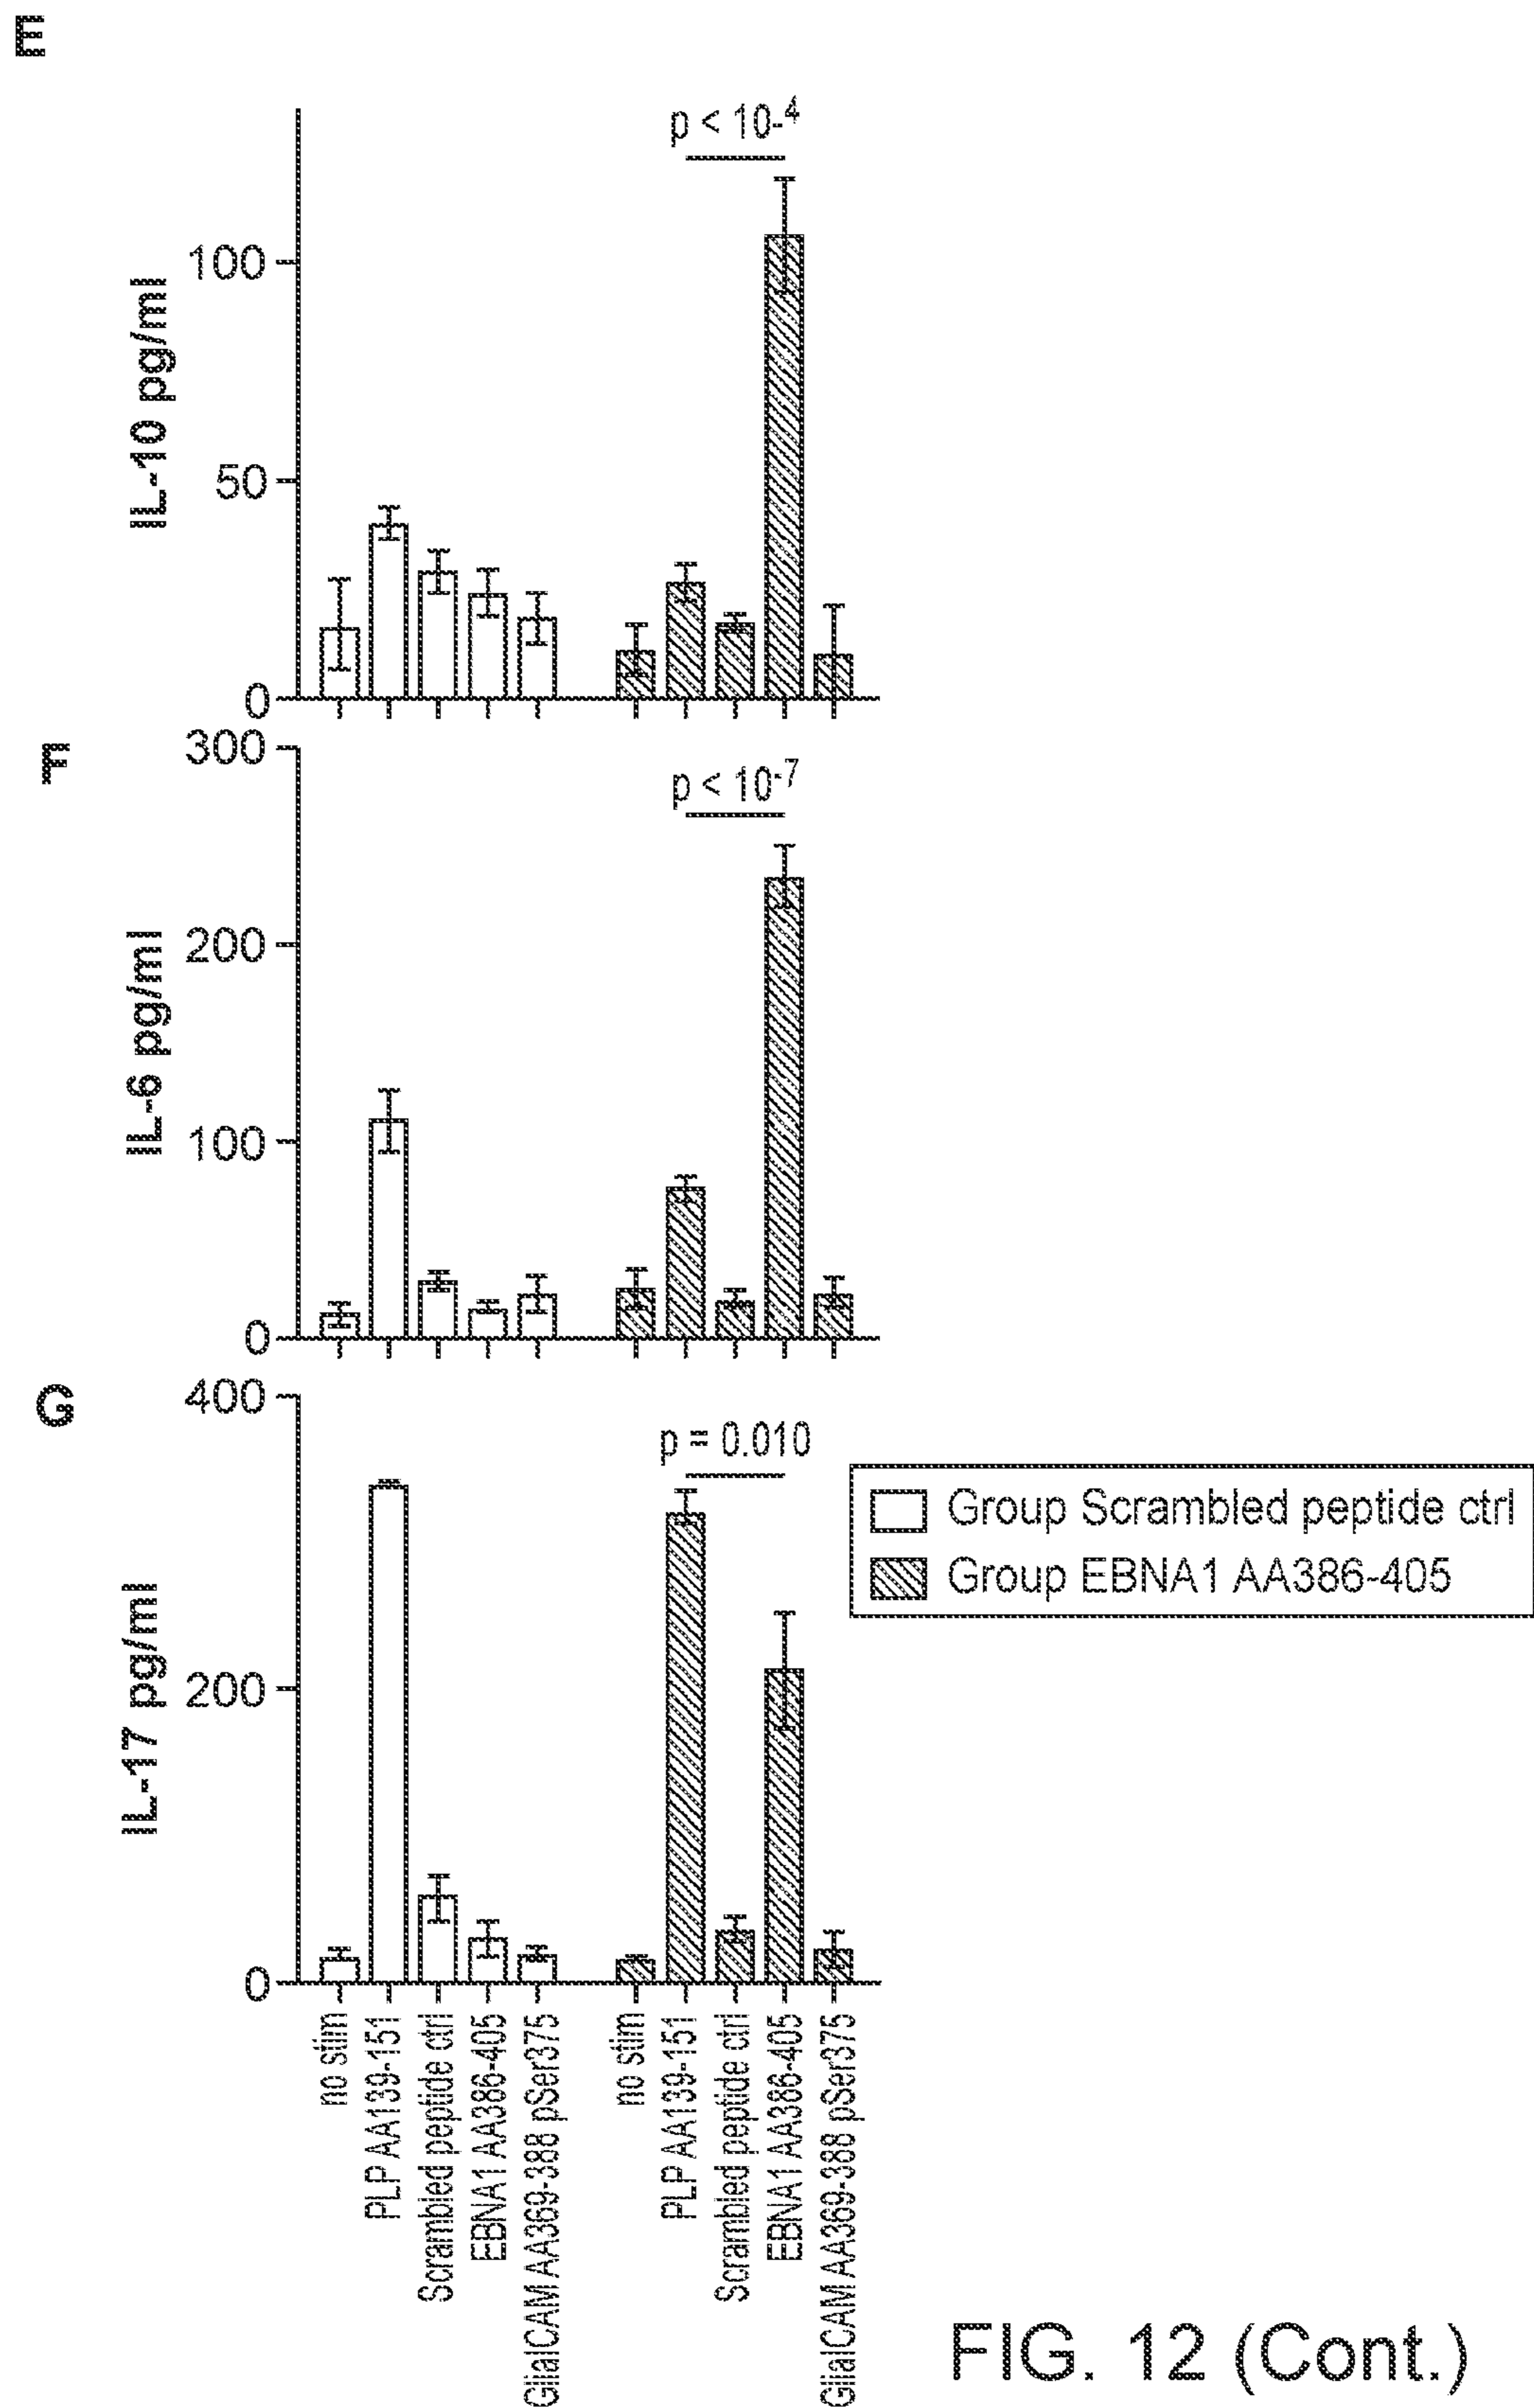 E
p < 10-4
100
50
0
IL-10 pg/ml
F
p < 10-7
300
200
100
0
IL-6 pg/ml
G
p = 0.010
400
200
0
IL-17 pg/ml
Group Scrambled peptide ctrl
Group EBNA1 AA386-405
no stim
PLP AA139-151
Scrambled peptide ctrl
EBNA1 AA386-405
GlialCAM AA369-388 pSer375
no stim
PLP AA139-151
Scrambled peptide ctrl
EBNA1 AA386-405
GlialCAM AA369-388 pSer375
FIG. 12 (Cont.)